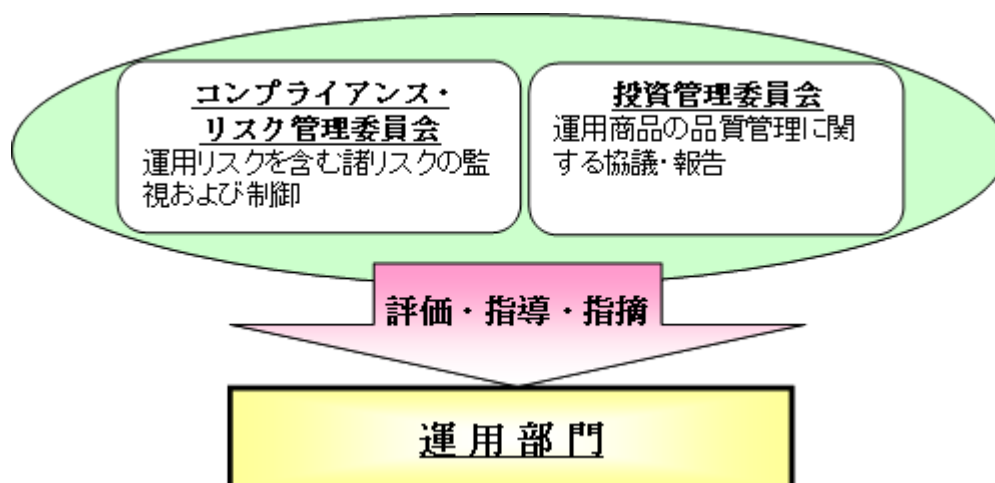 コンプライアンス・
リスク管理委員会
運用リスクを含む諸リスクの監
視および制御
投資管理委員会
運用商品の品質管理に関
する協議・報告
評価・指導・指摘
運用部門